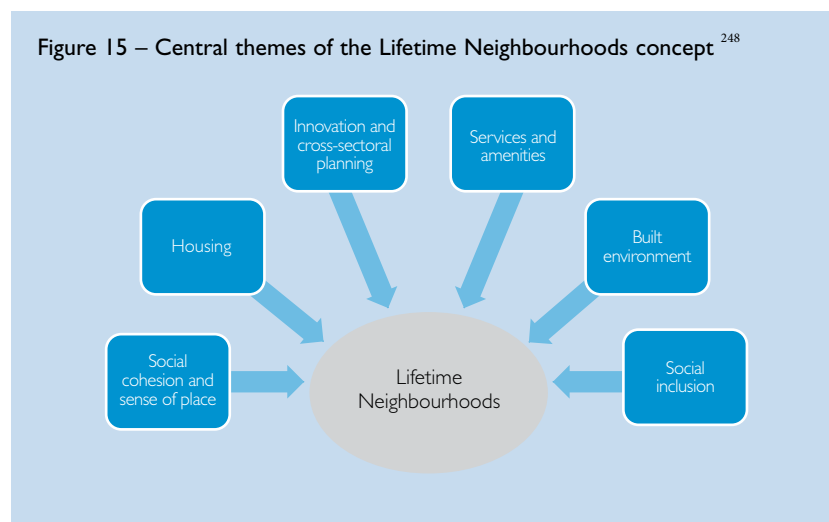 Figure 15 – Central themes of the Lifetime Neighbourhoods concept 248
Innovation and
cross-sectoral
planning
Services and
amenities
Housing
Built
environment
Social
cohesion and
sense of place
Lifetime
Neighbourhoods
Social
inclusion